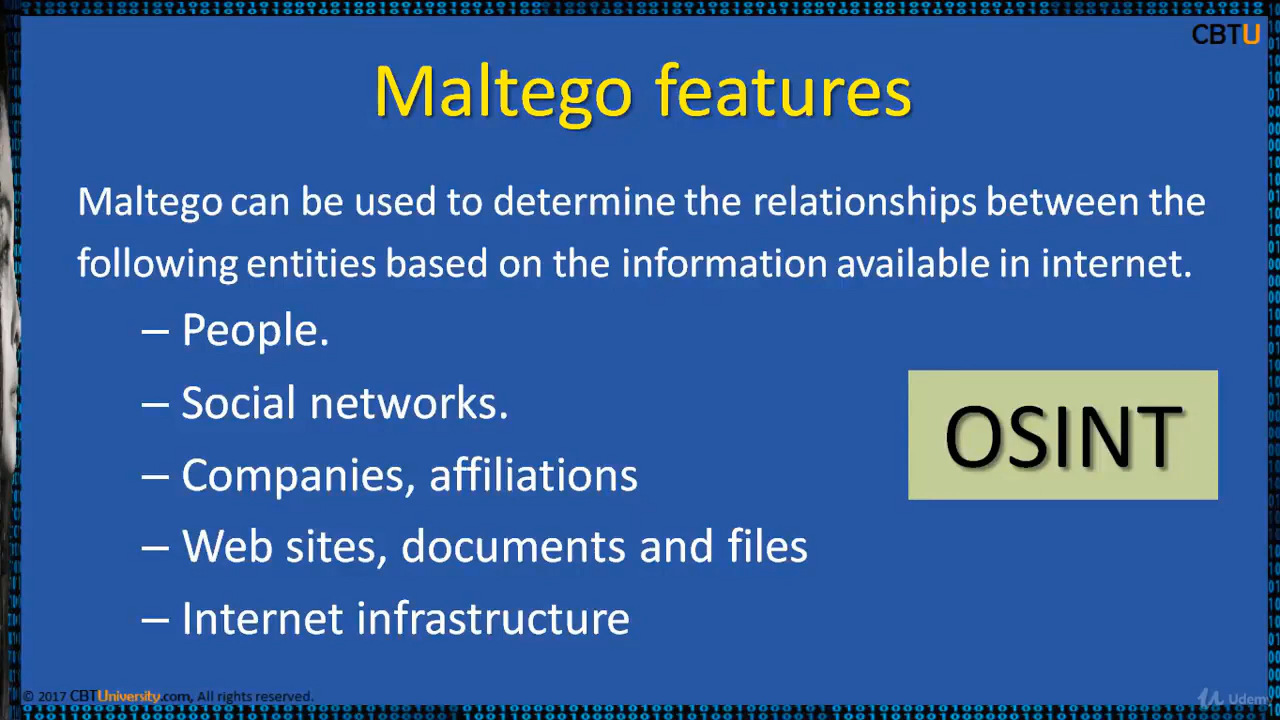 CBTU
Maltego features
Maltego can be used to determine the relationships between the
following entities based on the information available in internet.
– People.
– Social networks.
– Companies, affiliations
– Web sites, documents and files
– Internet infrastructure
OSINT
© 2017 CBTUniversity.com, All rights reserved.
Udemy